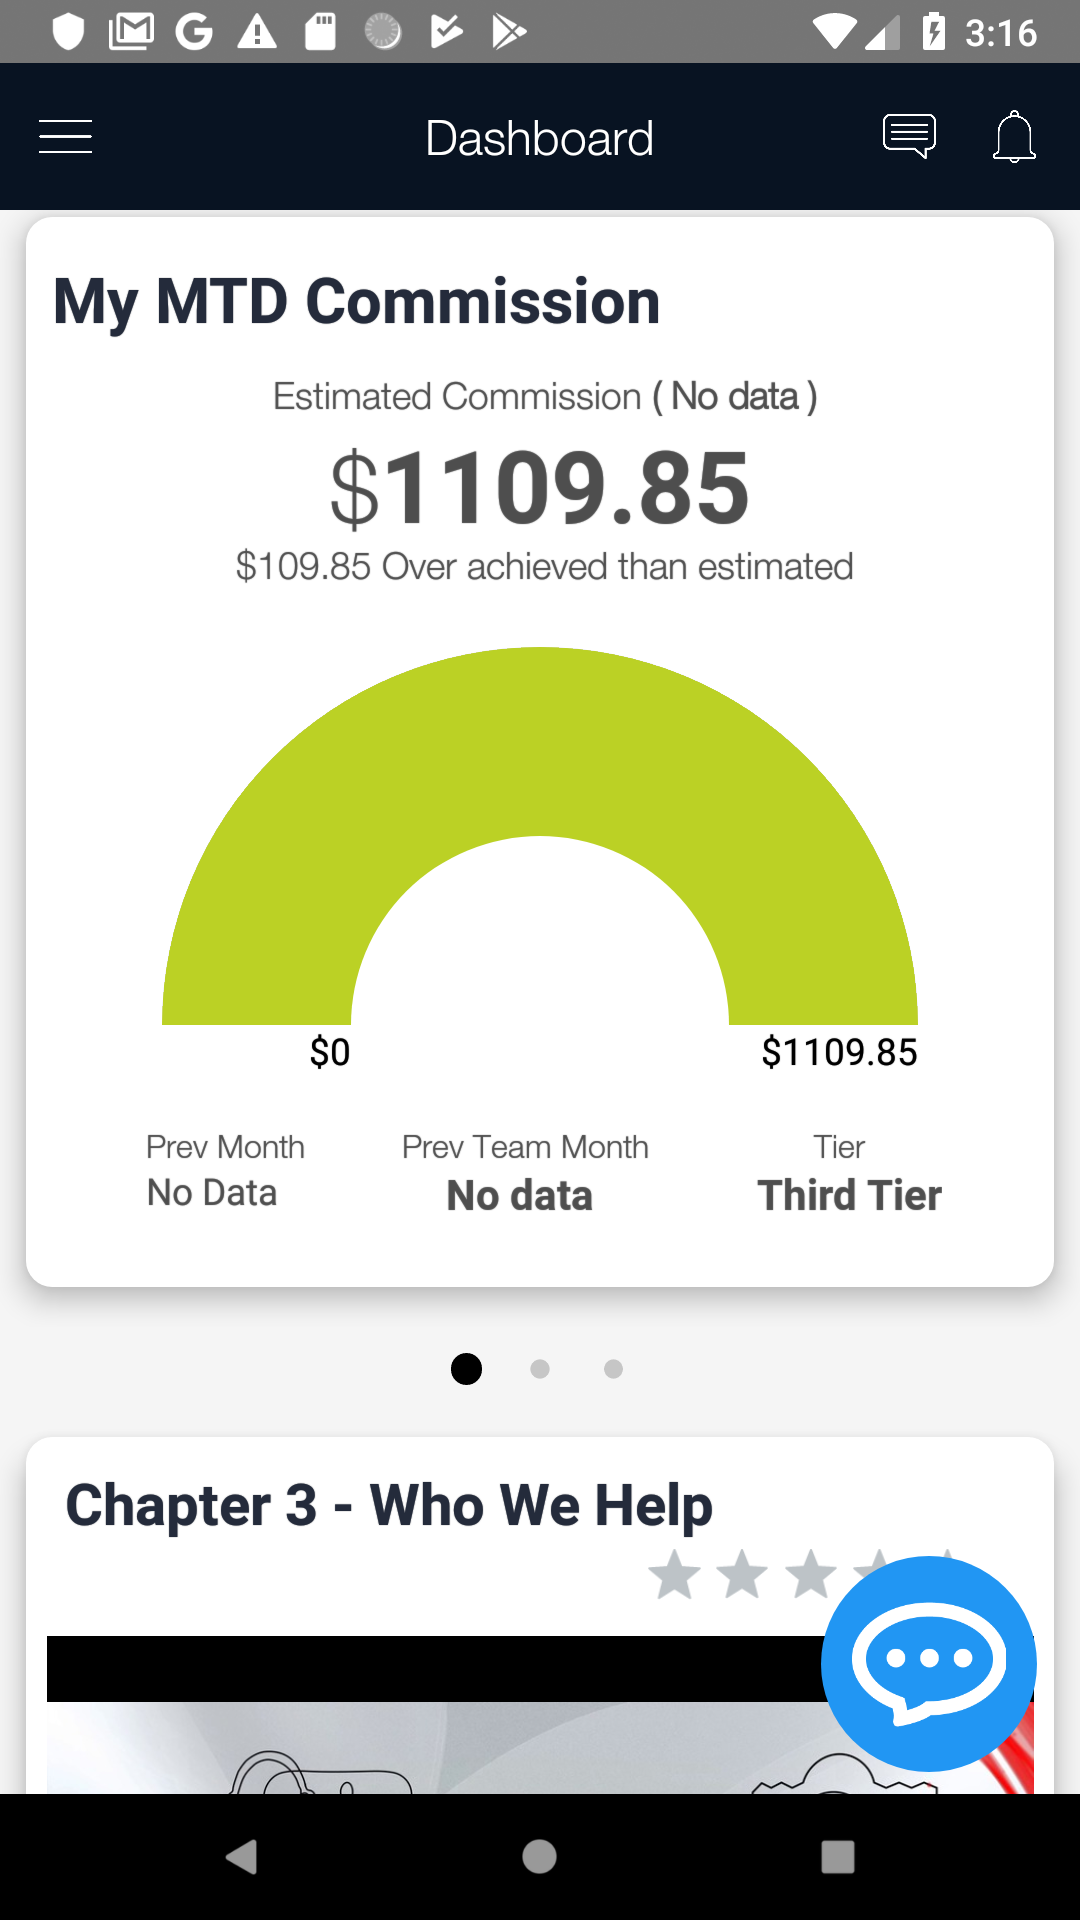 3:16
Dashboard
My MTD Commission
Estimated Commission ( No data )
$1109.85
$109.85 Over achieved than estimated
$0 $1109.85
Prev Month Prev Team Month Tier
No Data No data Third Tier
Chapter 3 - Who We Help